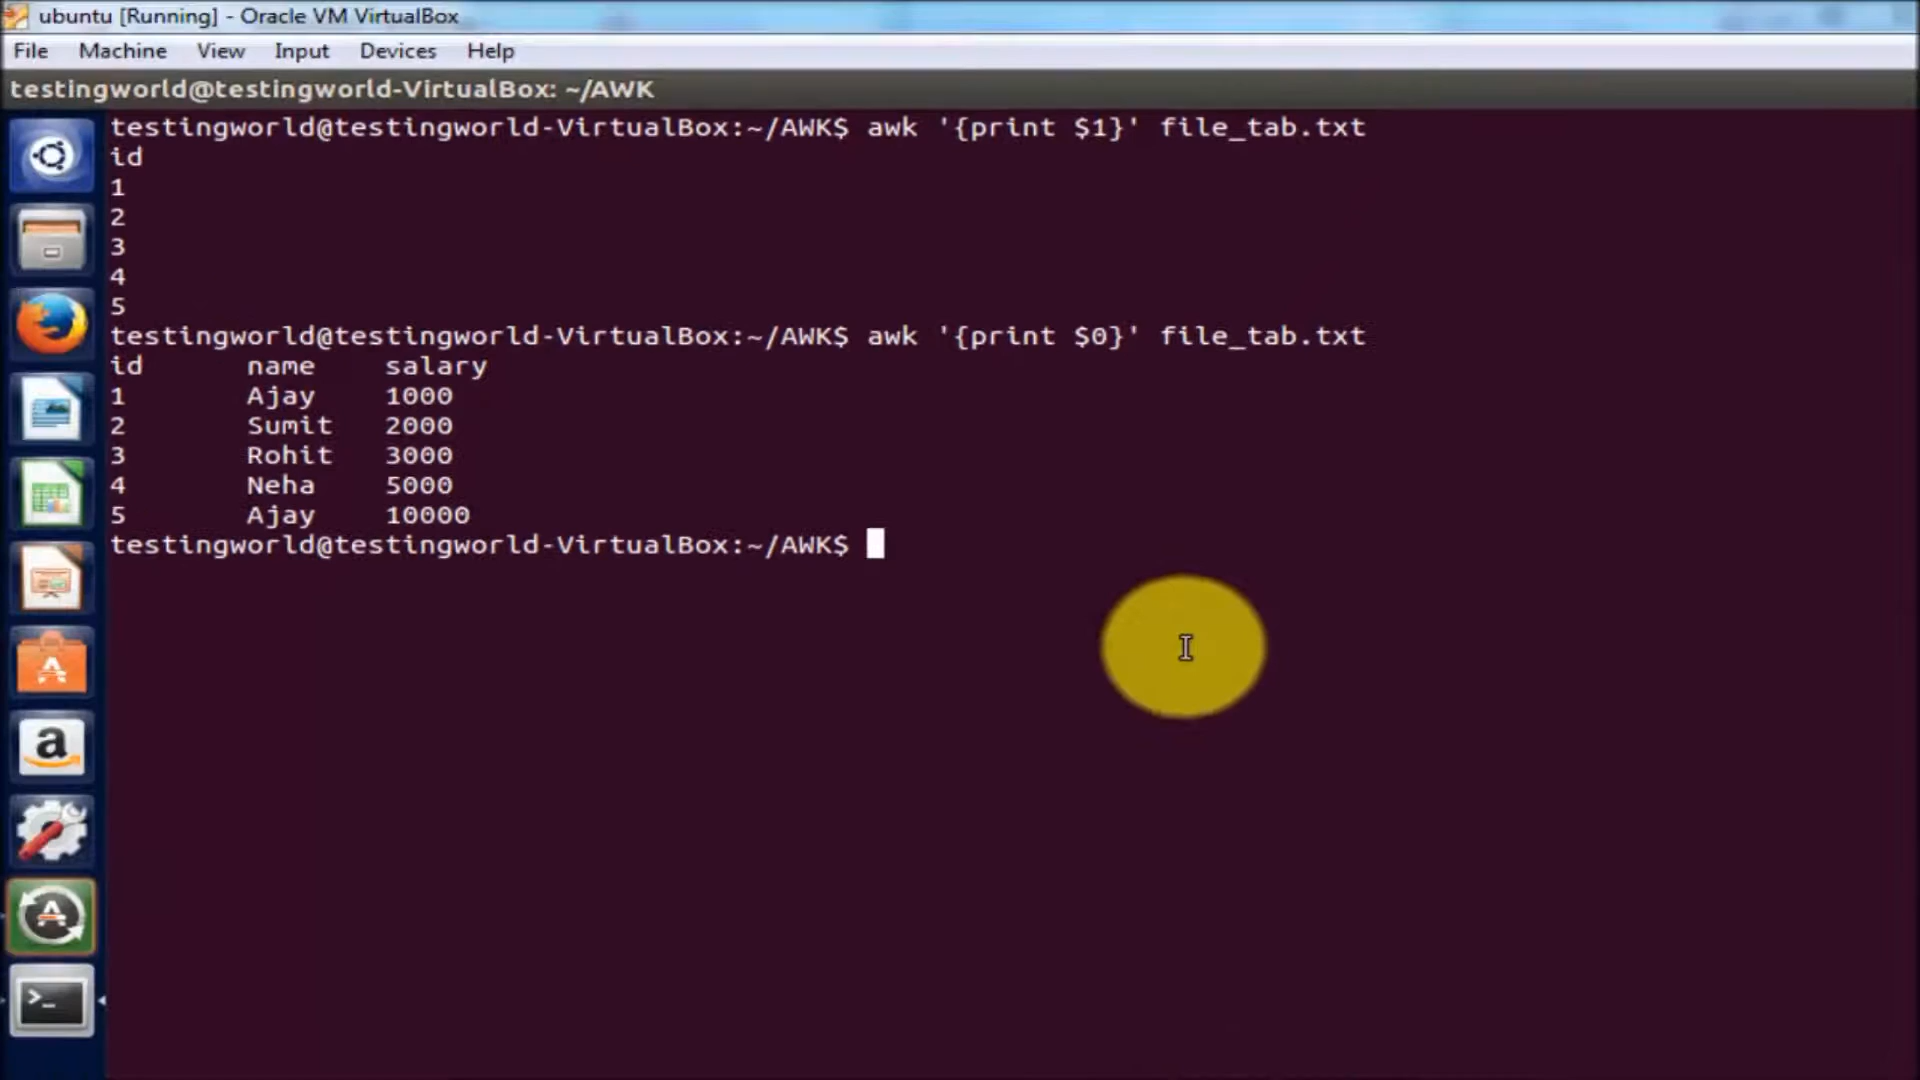 ubuntu [Running] - Oracle VM VirtualBox
File Machine View Input Devices Help
testingworld@testingworld-VirtualBox: ~/AWK
testingworld@testingworld-VirtualBox:~/AWK$ awk '{print $1}' file_tab.txt
id
1
2
3
4
5
testingworld@testingworld-VirtualBox:~/AWK$ awk '{print $0}' file_tab.txt
id name salary
1 Ajay 1000
2 Sumit 2000
3 Rohit 3000
4 Neha 5000
5 Ajay 10000
testingworld@testingworld-VirtualBox:~/AWK$